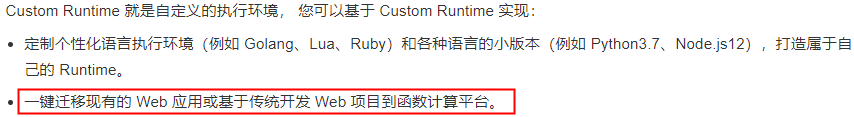 Custom Runtime 就是自定义的执行环境， 您可以基于 Custom Runtime 实现：
• 定制个性化语言执行环境（例如 Golang、Lua、Ruby）和各种语言的小版本（例如 Python3.7、Node.js12），打造属于自
己的 Runtime。
• 一键迁移现有的 Web 应用或基于传统开发 Web 项目到函数计算平台。